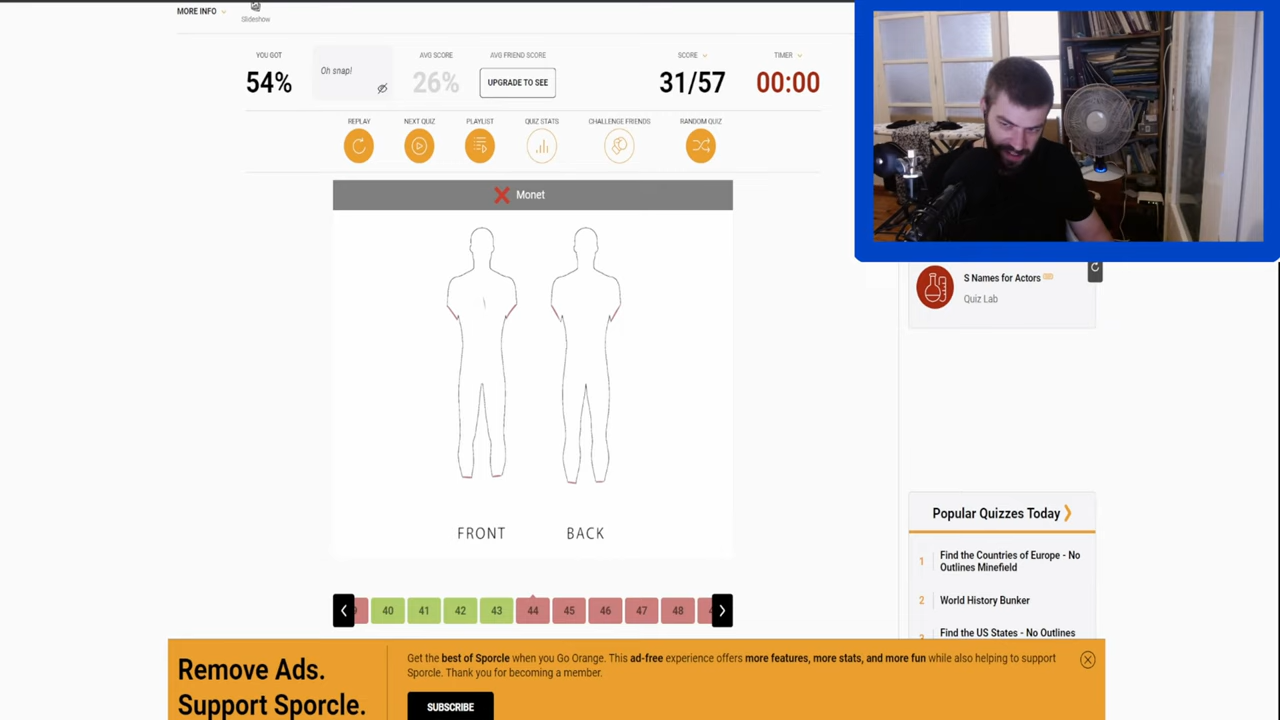 MORE INFO
Slideshow
YOU GOT
54%
Oh snap!
AVG SCORE
26%
AVG FRIEND SCORE
UPGRADE TO SEE
SCORE
31/57
TIMER
00:00
REPLAY
NEXT QUIZ
PLAYLIST
QUIZ STATS
CHALLENGE FRIENDS
RANDOM QUIZ
Monet
FRONT
BACK
40
41
42
43
44
45
46
47
48
S Names for Actors
Quiz Lab
Popular Quizzes Today
1
Find the Countries of Europe - No
Outlines Minefield
2
World History Bunker
Find the US States - No Outlines
Remove Ads.
Support Sporcle.
Get the best of Sporcle when you Go Orange. This ad-free experience offers more features, more stats, and more fun while also helping to support
Sporcle. Thank you for becoming a member.
SUBSCRIBE